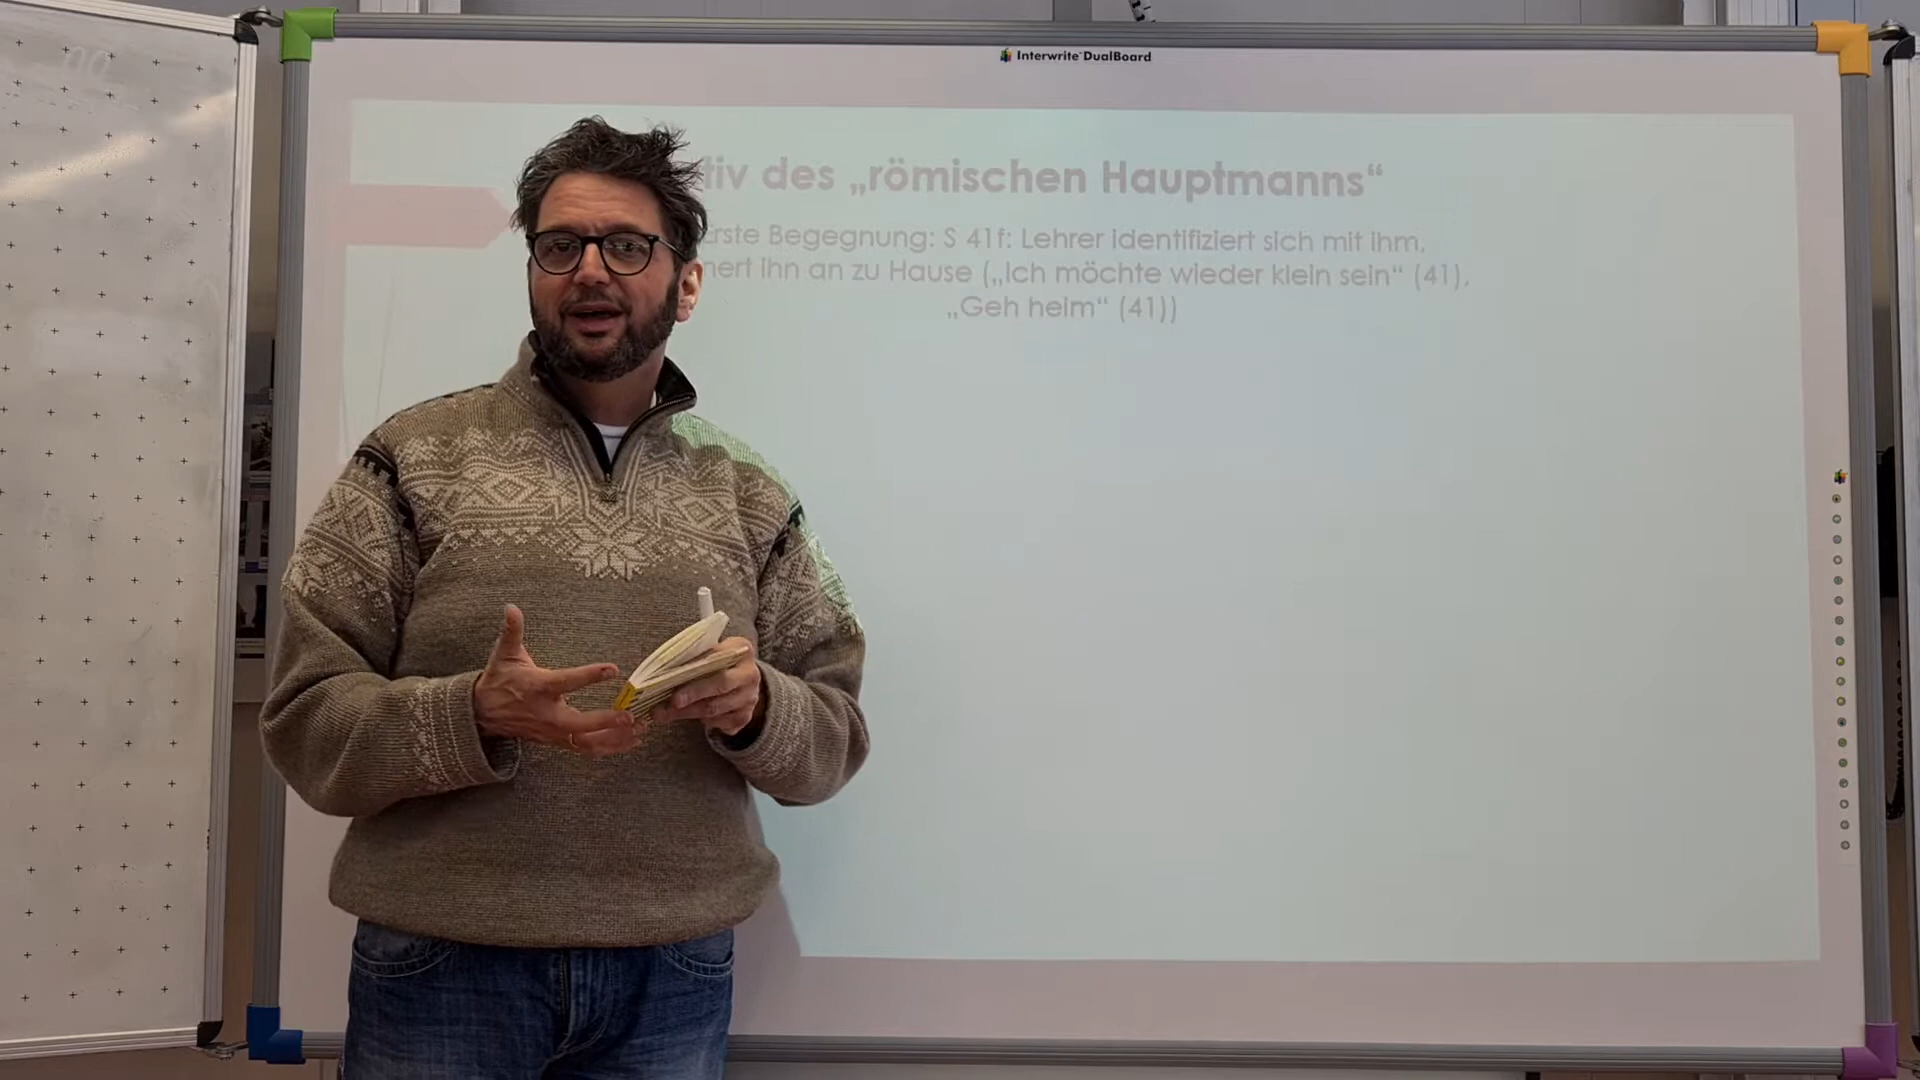 Interwrite DualBoard
tiv des „römischen Hauptmanns“
Erste Begegnung: S 41f: Lehrer identifiziert sich mit ihm,
nert ihn an zu Hause („Ich möchte wieder klein sein“ (41),
„Geh heim“ (41))